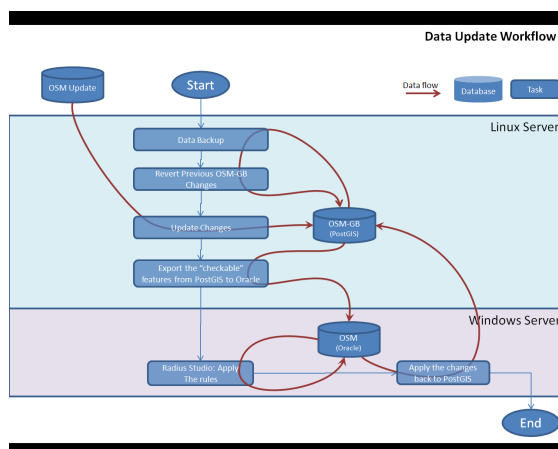 Data Update Workflow
OSM Update
Start
Data flow
Database
Task
Linux Server
Data Backup
Revert Previous OSM-GB
Changes
Update Changes
OSM-GB
(PostGIS)
Export the "checkable"
features from PostGIS to Oracle
Windows Server
OSM
(Oracle)
Radius Studio: Apply
The rules
Apply the changes
back to PostGIS
End